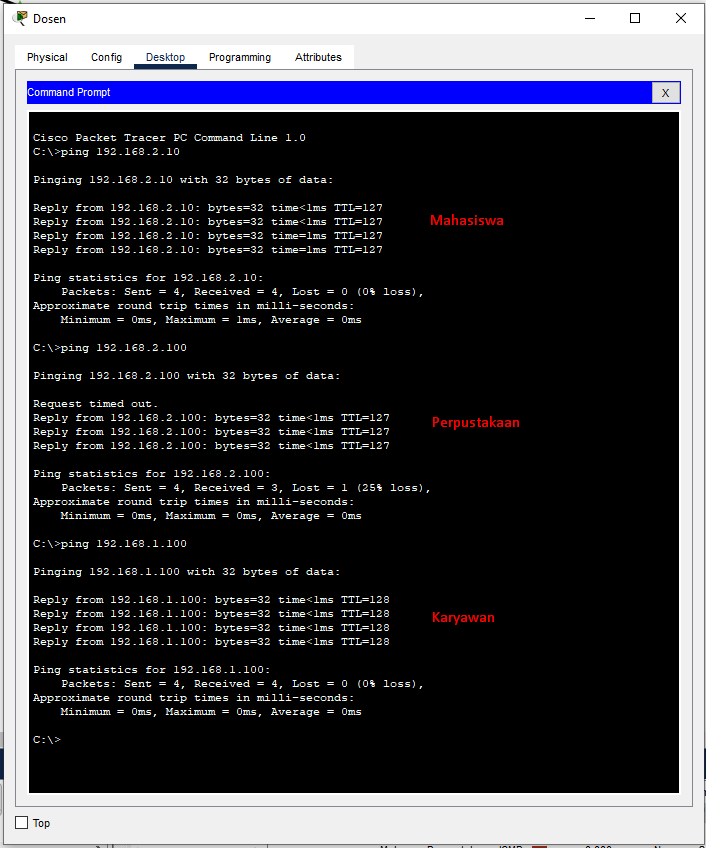 Dosen
Physical Config Desktop Programming Attributes
Command Prompt X
Cisco Packet Tracer PC Command Line 1.0
C:\>ping 192.168.2.10
Pinging 192.168.2.10 with 32 bytes of data:
Reply from 192.168.2.10: bytes=32 time<1ms TTL=127
Reply from 192.168.2.10: bytes=32 time<1ms TTL=127
Mahasiswa
Reply from 192.168.2.10: bytes=32 time=1ms TTL=127
Reply from 192.168.2.10: bytes=32 time=1ms TTL=127
Ping statistics for 192.168.2.10:
Packets: Sent = 4, Received = 4, Lost = 0 (0% loss),
Approximate round trip times in milli-seconds:
Minimum = 0ms, Maximum = 1ms, Average = 0ms
C:\>ping 192.168.2.100
Pinging 192.168.2.100 with 32 bytes of data:
Request timed out.
Reply from 192.168.2.100: bytes=32 time<1ms TTL=127
Perpustakaan
Reply from 192.168.2.100: bytes=32 time<1ms TTL=127
Reply from 192.168.2.100: bytes=32 time<1ms TTL=127
Ping statistics for 192.168.2.100:
Packets: Sent = 4, Received = 3, Lost = 1 (25% loss),
Approximate round trip times in milli-seconds:
Minimum = 0ms, Maximum = 0ms, Average = 0ms
C:\>ping 192.168.1.100
Pinging 192.168.1.100 with 32 bytes of data:
Reply from 192.168.1.100: bytes=32 time<1ms TTL=128
Reply from 192.168.1.100: bytes=32 time<1ms TTL=128
Karyawan
Reply from 192.168.1.100: bytes=32 time<1ms TTL=128
Reply from 192.168.1.100: bytes=32 time<1ms TTL=128
Ping statistics for 192.168.1.100:
Packets: Sent = 4, Received = 4, Lost = 0 (0% loss),
Approximate round trip times in milli-seconds:
Minimum = 0ms, Maximum = 0ms, Average = 0ms
C:\>
Top